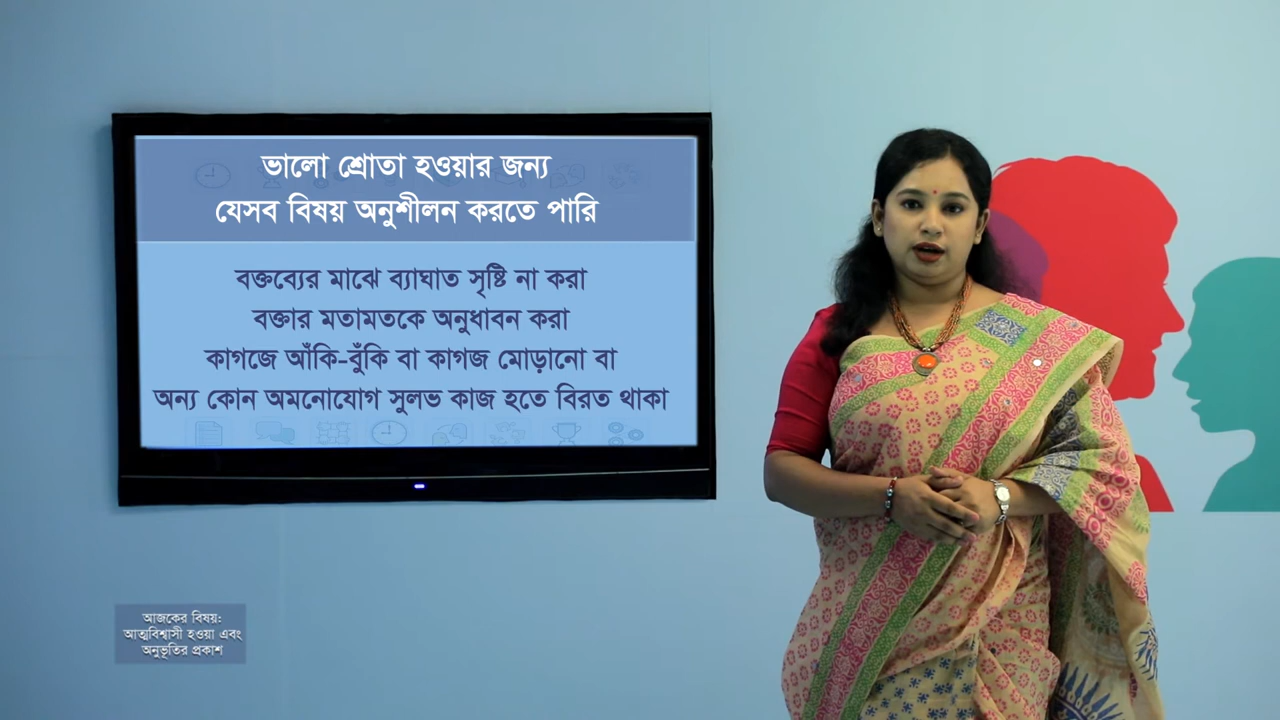 ভালো শ্রোতা হওয়ার জন্য
যেসব বিষয় অনুশীলন করতে পারি
বক্তব্যের মাঝে ব্যাঘাত সৃষ্টি না করা
বক্তার মতামতকে অনুধাবন করা
কাগজে আঁকি-বুঁকি বা কাগজ মোড়ানো বা
অন্য কোন অমনোযোগ সুলভ কাজ হতে বিরত থাকা
আজকের বিষয়:
আত্মবিশ্বাসী হওয়া এবং
অনুভূতির প্রকাশ